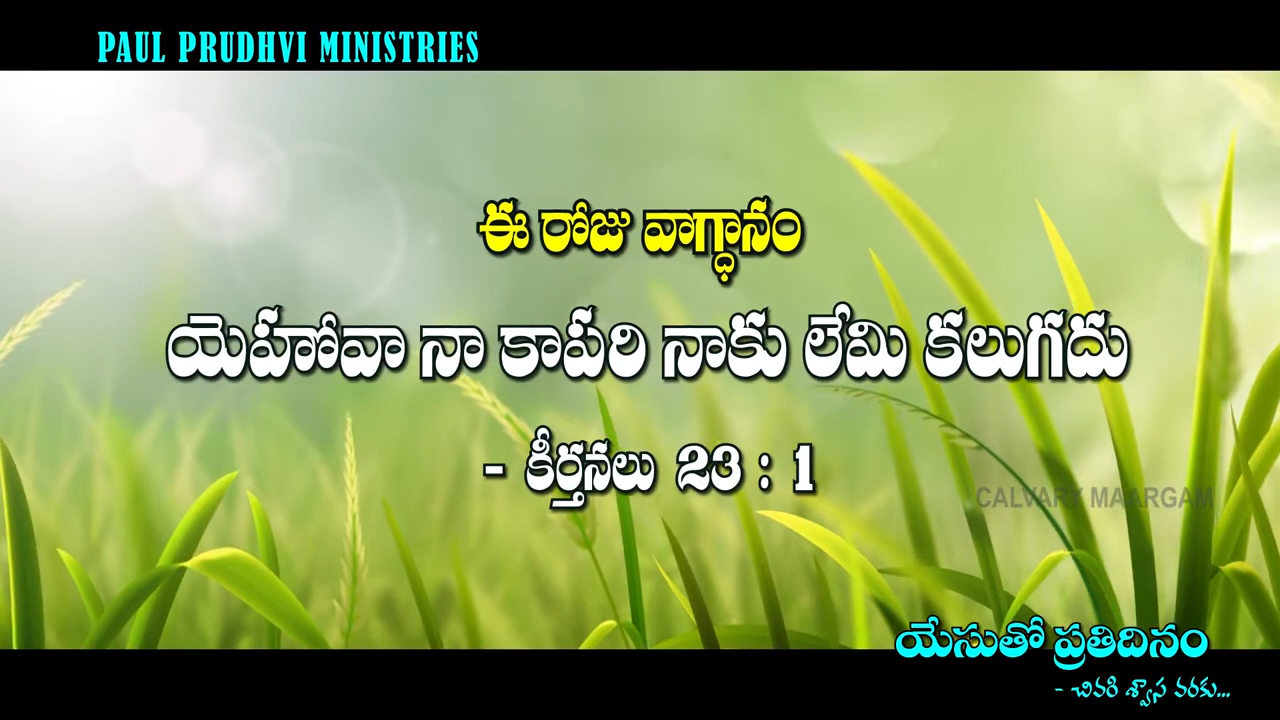 PAUL PRUDHVI MINISTRIES
ఈ రోజు వాగ్ధానం
యెహోవా నా కాపరి నాకు లేమి కలుగదు
- కీర్తనలు 23 : 1
CALVARY MAARGAM
యేసుతో ప్రతిదినం
- చివరి శ్వాస వరకు...